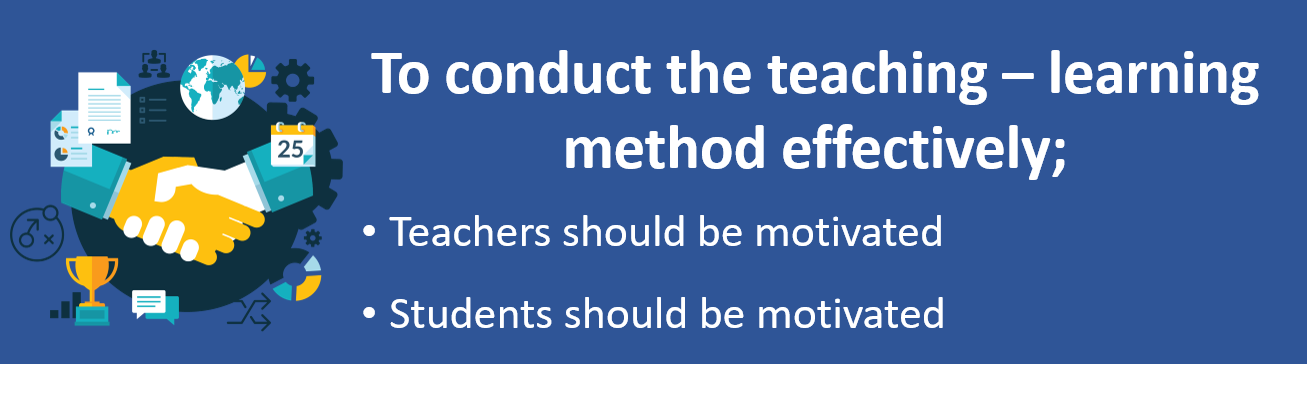 To conduct the teaching – learning
method effectively;
25
• Teachers should be motivated
• Students should be motivated